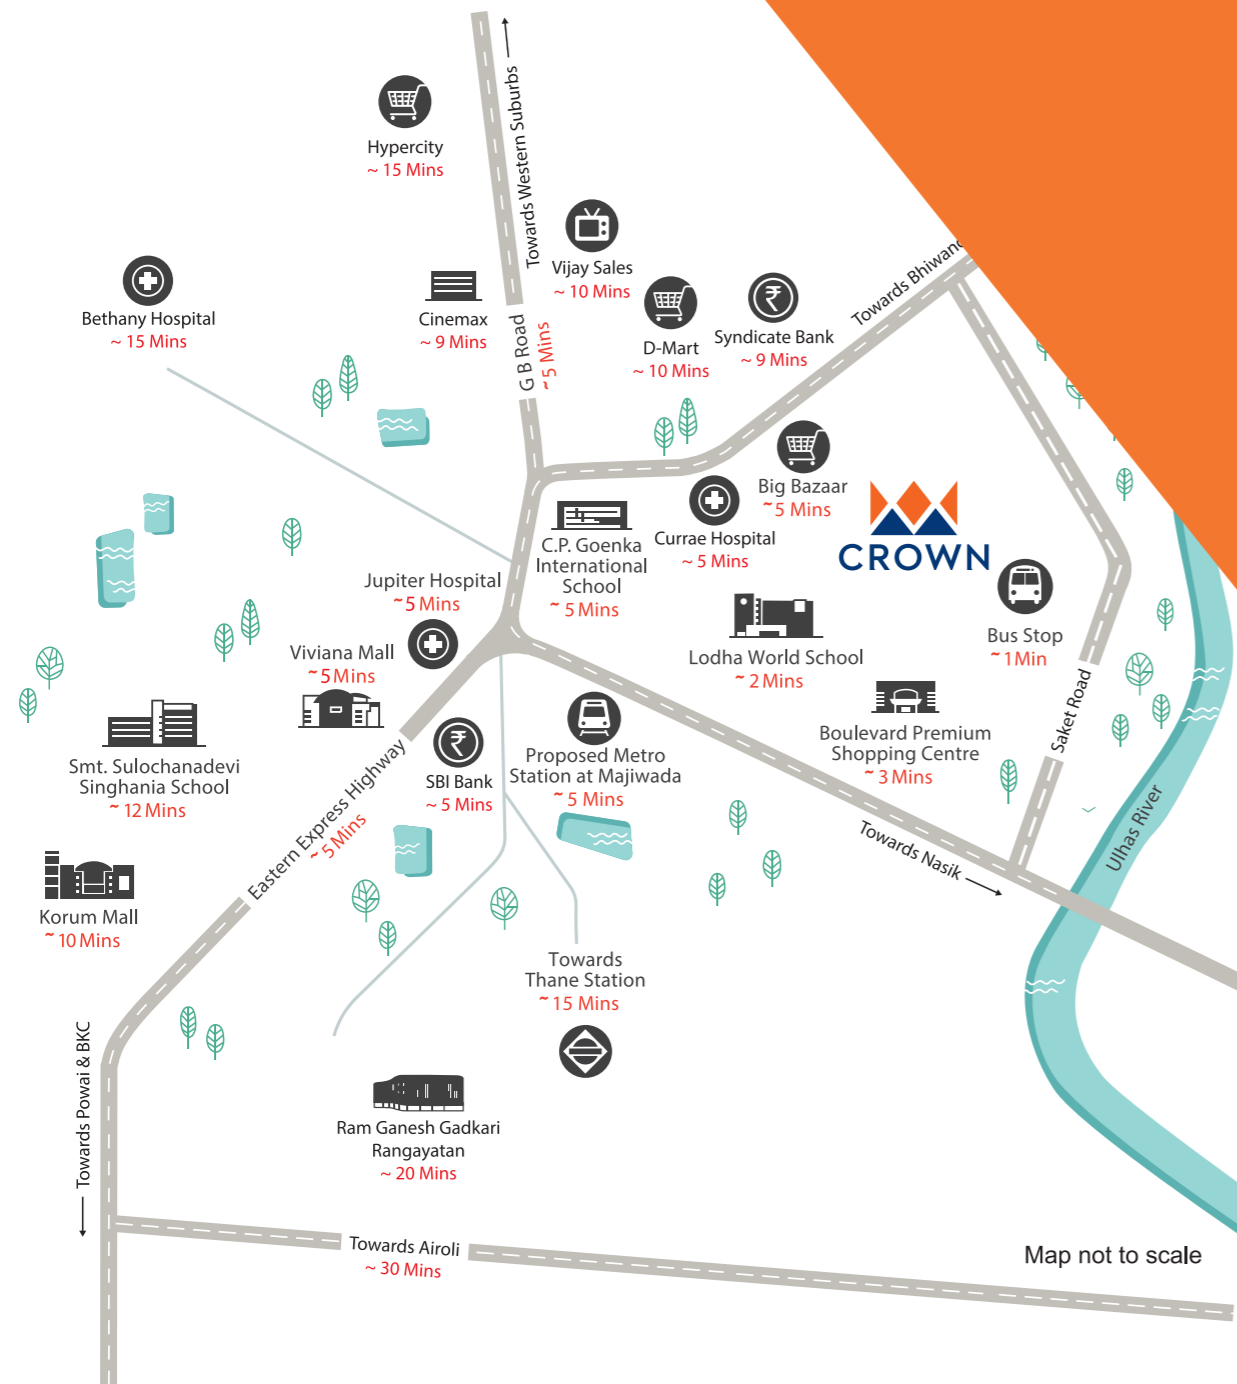 Towards Western Suburbs
Hypercity
~ 15 Mins
Vijay Sales
~ 10 Mins
Bethany Hospital
~ 15 Mins
Cinemax
~ 9 Mins
G B Road
~ 5 Mins
D-Mart
~ 10 Mins
Syndicate Bank
~ 9 Mins
Towards Bhiwand
Big Bazaar
~ 5 Mins
Currae Hospital
~ 5 Mins
C.P. Goenka
International
School
~ 5 Mins
CROWN
Jupiter Hospital
~ 5 Mins
Viviana Mall
~ 5 Mins
Bus Stop
~ 1 Min
Lodha World School
~ 2 Mins
Boulevard Premium
Shopping Centre
~ 3 Mins
Saket Road
Smt. Sulochanadevi
Singhania School
~ 12 Mins
SBI Bank
~ 5 Mins
Proposed Metro
Station at Majiwada
~ 5 Mins
Eastern Express Highway
~ 5 Mins
Towards Nasik
Ulhas River
Korum Mall
~ 10 Mins
Towards
Thane Station
~ 15 Mins
Towards Powai & BKC
Ram Ganesh Gadkari
Rangayatan
~ 20 Mins
Towards Airoli
~ 30 Mins
Map not to scale